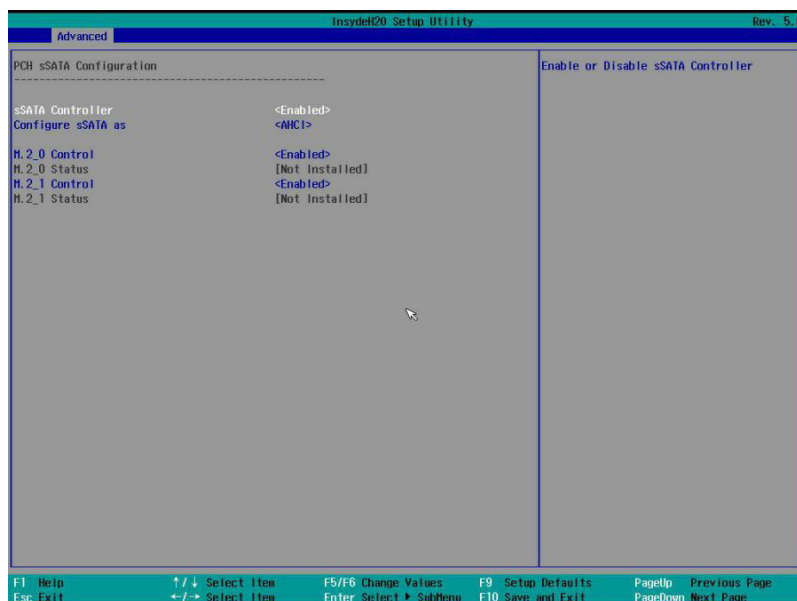 InsydeH20 Setup Utility Rev. 5.
Advanced
PCH sSATA Configuration
Enable or Disable sSATA Controller
------------------------------------------------------
sSATA Controller <Enabled>
Configure sSATA as <AHCI>
M.2_0 Control <Enabled>
M.2_0 Status [Not Installed]
M.2_1 Control <Enabled>
M.2_1 Status [Not Installed]
F1 Help ↑/↓ Select Item F5/F6 Change Values F9 Setup Defaults PageUp Previous Page
Esc Exit ←/→ Select Item Enter Select ▶ SubMenu F10 Save and Exit PageDown Next Page